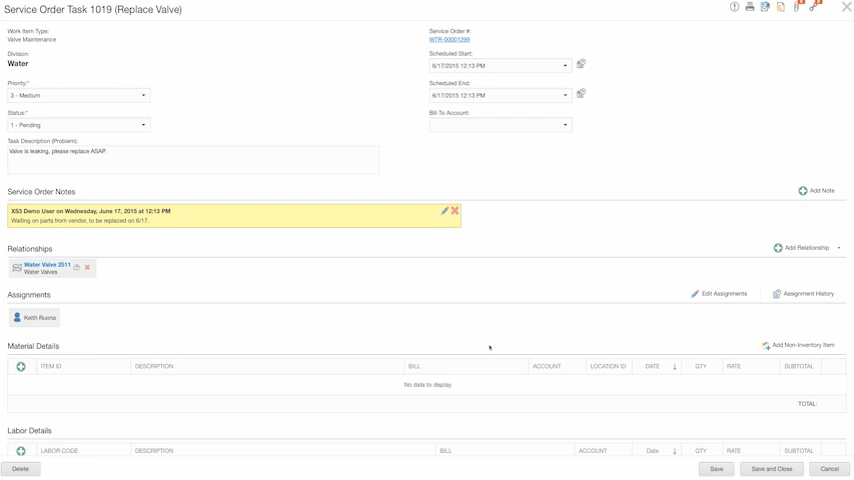 Service Order Task 1019 (Replace Valve)
Work Item Type:
Valve Maintenance
Division:
Water
Priority:*
3 - Medium
Status:*
1 - Pending
Task Description (Problem):
Valve is leaking, please replace ASAP.
Service Order #:
WTR-00001299
Scheduled Start:
6/17/2015 12:13 PM
Scheduled End:
6/17/2015 12:13 PM
Bill To Account:
Service Order Notes
Add Note
XS3 Demo User on Wednesday, June 17, 2015 at 12:13 PM
Waiting on parts from vendor, to be replaced on 6/17.
Relationships
Add Relationship
Water Valve 2511
Water Valves
Assignments
Edit Assignments
Assignment History
Keith Ruona
Material Details
Add Non-Inventory Item
ITEM ID DESCRIPTION BILL ACCOUNT LOCATION ID DATE QTY RATE SUBTOTAL
No data to display
TOTAL:
Labor Details
LABOR CODE DESCRIPTION BILL ACCOUNT Date QTY RATE SUBTOTAL
Delete Save Save and Close Cancel